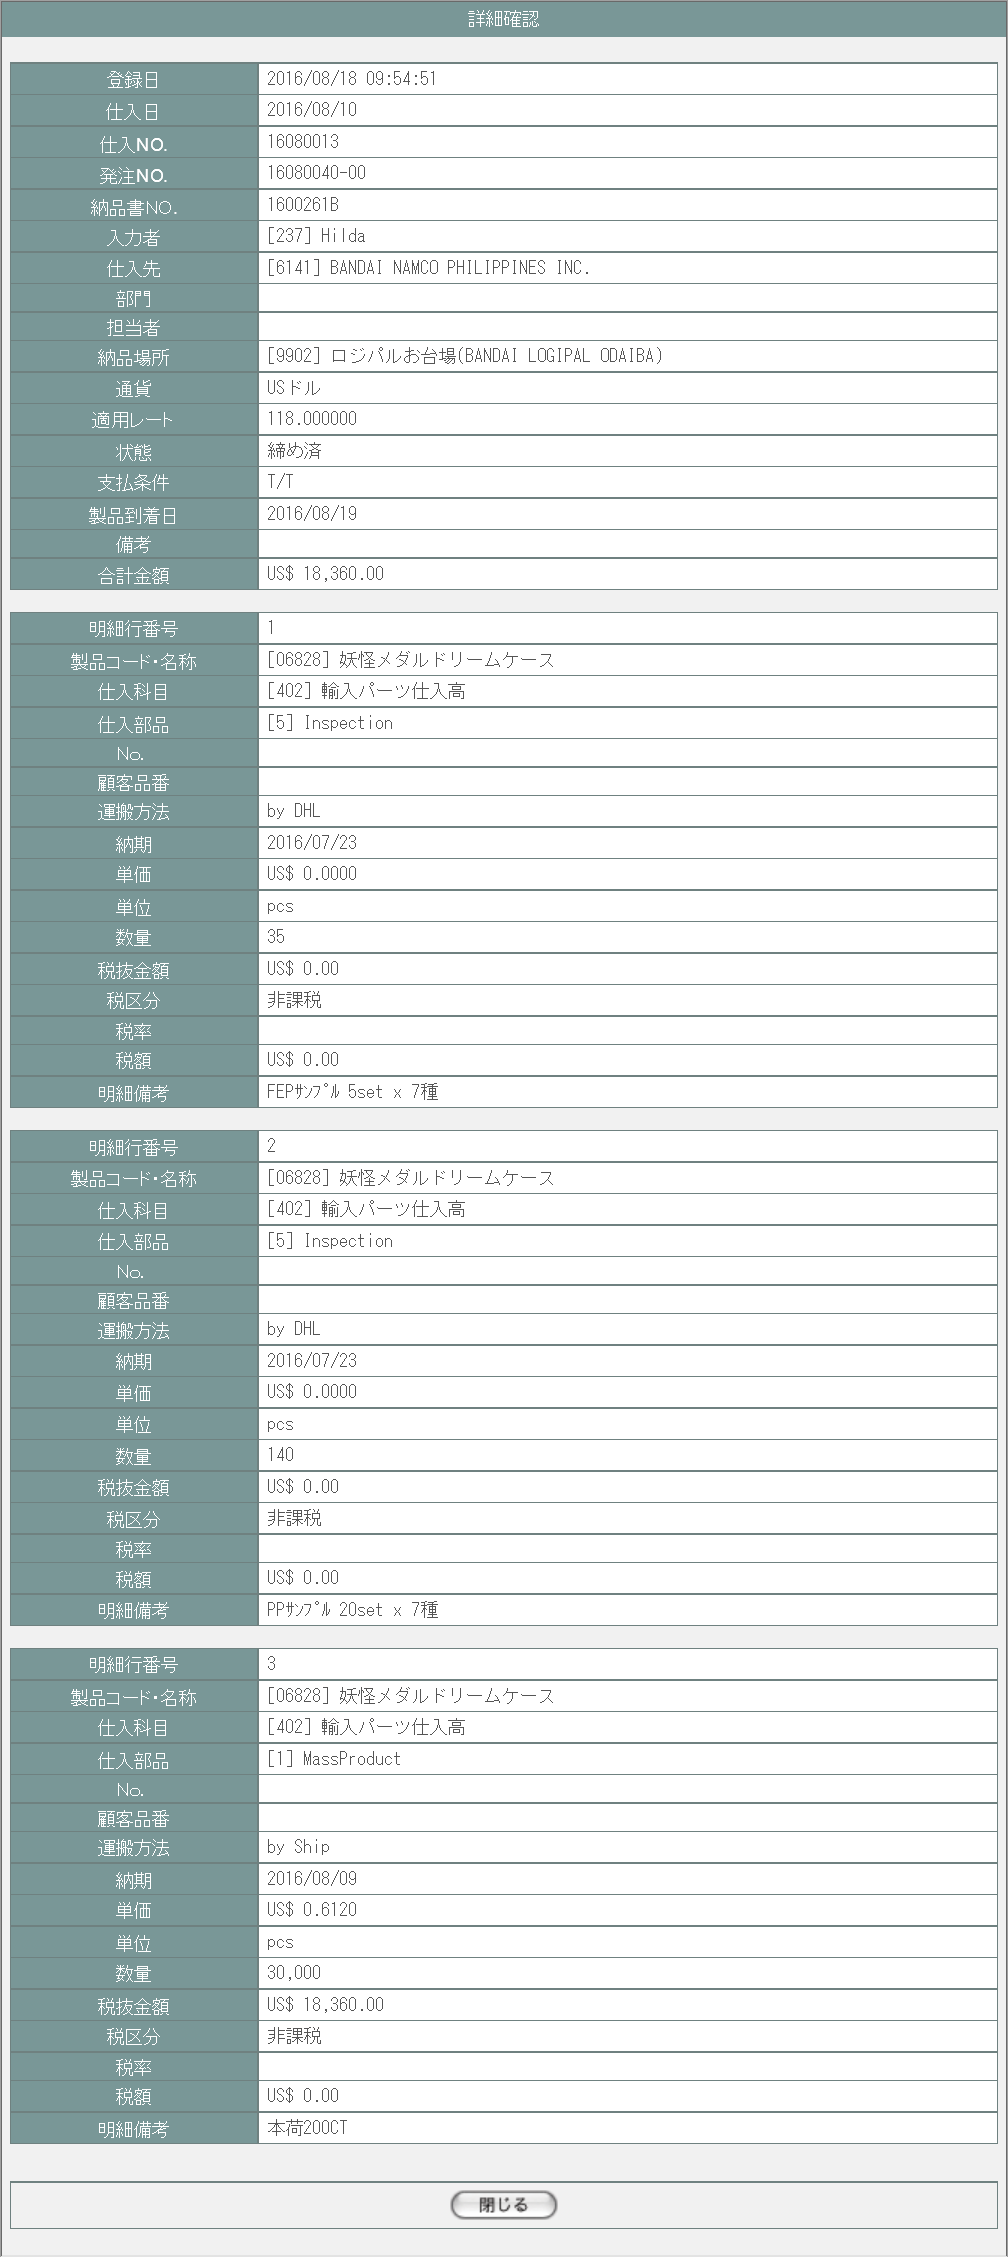 詳細確認
登録日 2016/08/18 09:54:51
仕入日 2016/08/10
仕入NO. 16080013
発注NO. 16080040-00
納品書NO. 1600261B
入力者 [237] Hilda
仕入先 [6141] BANDAI NAMCO PHILIPPINES INC.
部門
担当者
納品場所 [9902] ロジパルお台場(BANDAI LOGIPAL ODAIBA)
通貨 USドル
適用レート 118.000000
状態 締め済
支払条件 T/T
製品到着日 2016/08/19
備考
合計金額 US$ 18,360.00
明細行番号 1
製品コード・名称 [06828] 妖怪メダルドリームケース
仕入科目 [402] 輸入パーツ仕入高
仕入部品 [5] Inspection
No.
顧客品番
運搬方法 by DHL
納期 2016/07/23
単価 US$ 0.0000
単位 pcs
数量 35
税抜金額 US$ 0.00
税区分 非課税
税率
税額 US$ 0.00
明細備考 FEPｻﾝﾌﾟﾙ 5set x 7種
明細行番号 2
製品コード・名称 [06828] 妖怪メダルドリームケース
仕入科目 [402] 輸入パーツ仕入高
仕入部品 [5] Inspection
No.
顧客品番
運搬方法 by DHL
納期 2016/07/23
単価 US$ 0.0000
単位 pcs
数量 140
税抜金額 US$ 0.00
税区分 非課税
税率
税額 US$ 0.00
明細備考 PPｻﾝﾌﾟﾙ 20set x 7種
明細行番号 3
製品コード・名称 [06828] 妖怪メダルドリームケース
仕入科目 [402] 輸入パーツ仕入高
仕入部品 [1] MassProduct
No.
顧客品番
運搬方法 by Ship
納期 2016/08/09
単価 US$ 0.6120
単位 pcs
数量 30,000
税抜金額 US$ 18,360.00
税区分 非課税
税率
税額 US$ 0.00
明細備考 本荷200CT
閉じる